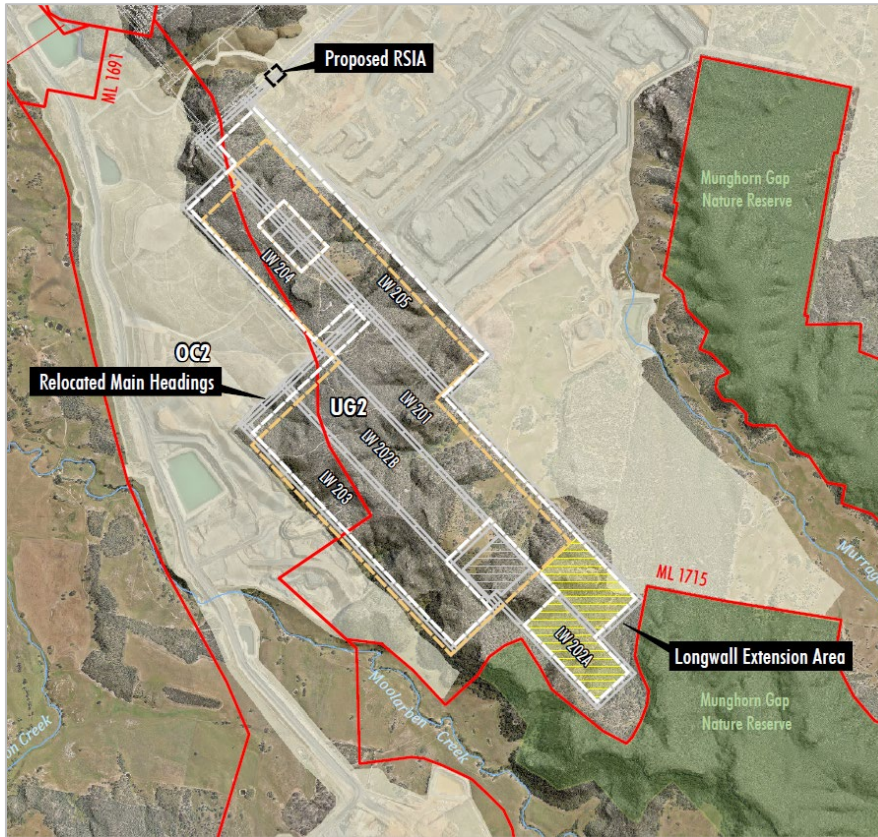 ML 1691
Proposed RSIA
Munghorn Gap
Nature Reserve
LW 204
LW 205
OC2
Relocated Main Headings
UG2
LW 201
LW 202B
LW 203
ML 1715
LW 202A
Longwall Extension Area
Moolarben Creek
Munghorn Gap
Nature Reserve
Creek